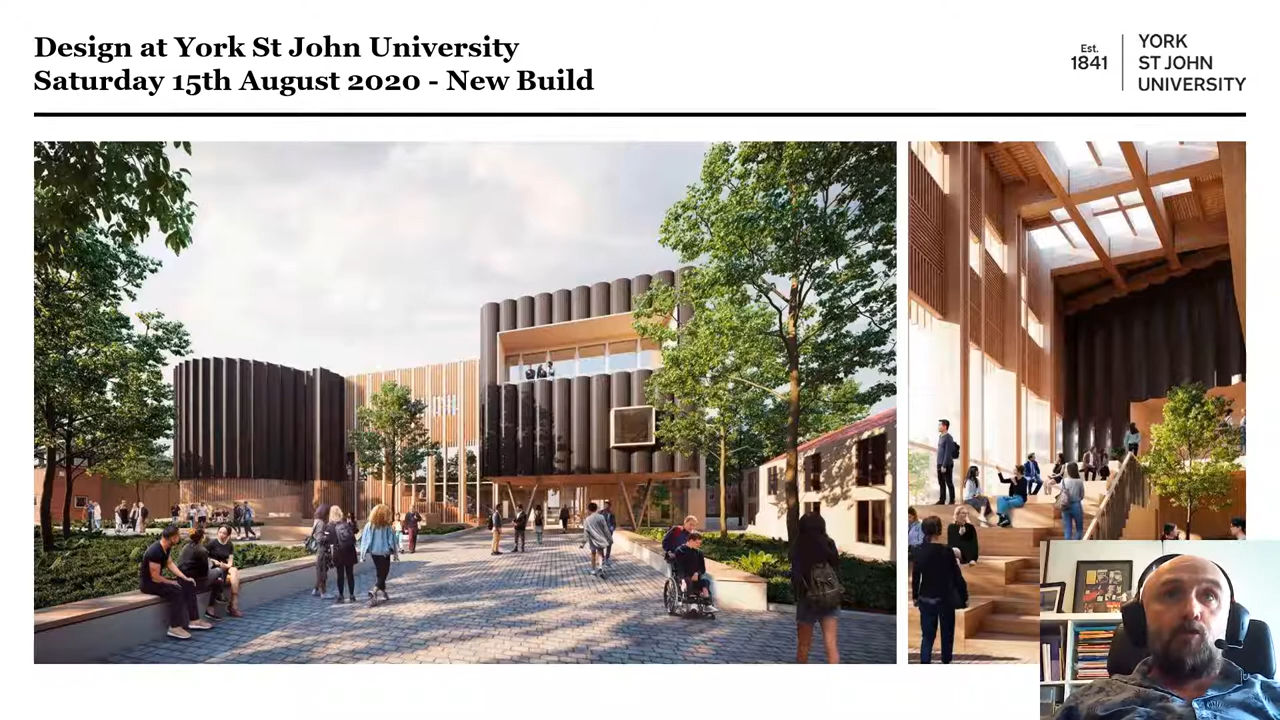 Design at York St John University
Saturday 15th August 2020 - New Build
Est.
1841
YORK
ST JOHN
UNIVERSITY